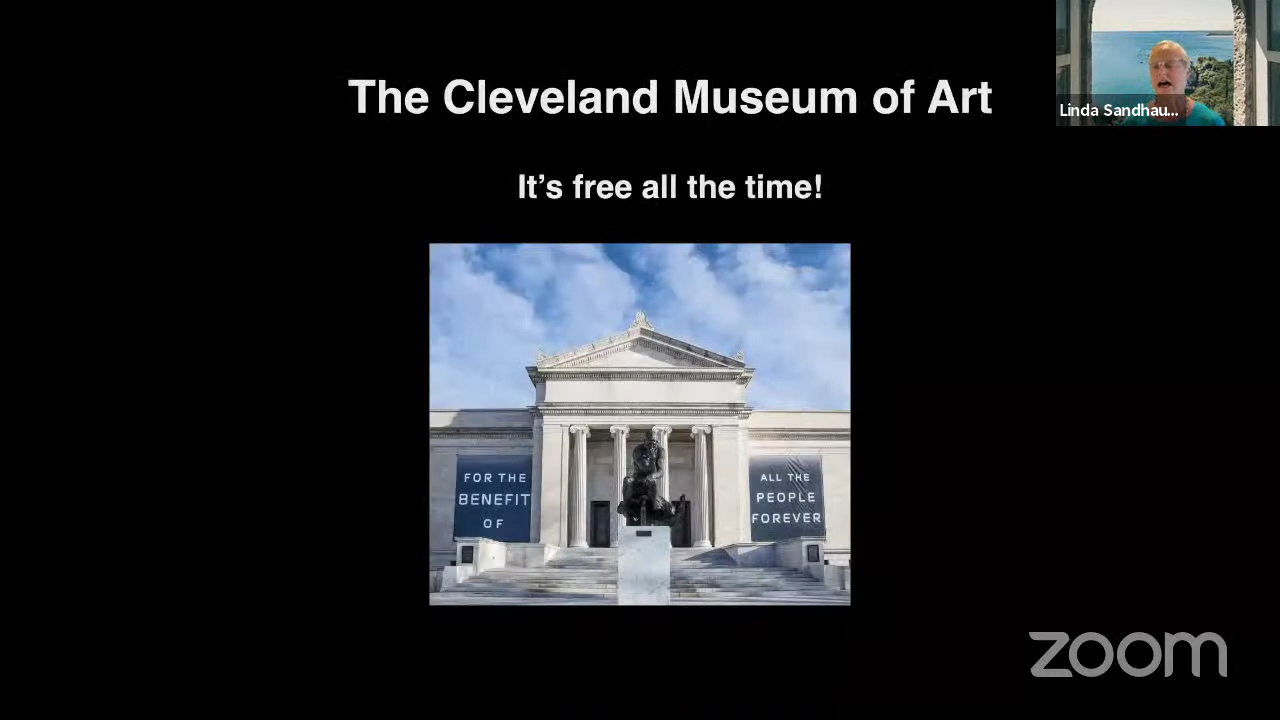 The Cleveland Museum of Art
Linda Sandhau...
It's free all the time!
FOR THE
BENEFIT
OF
ALL THE
PEOPLE
FOREVER
zoom